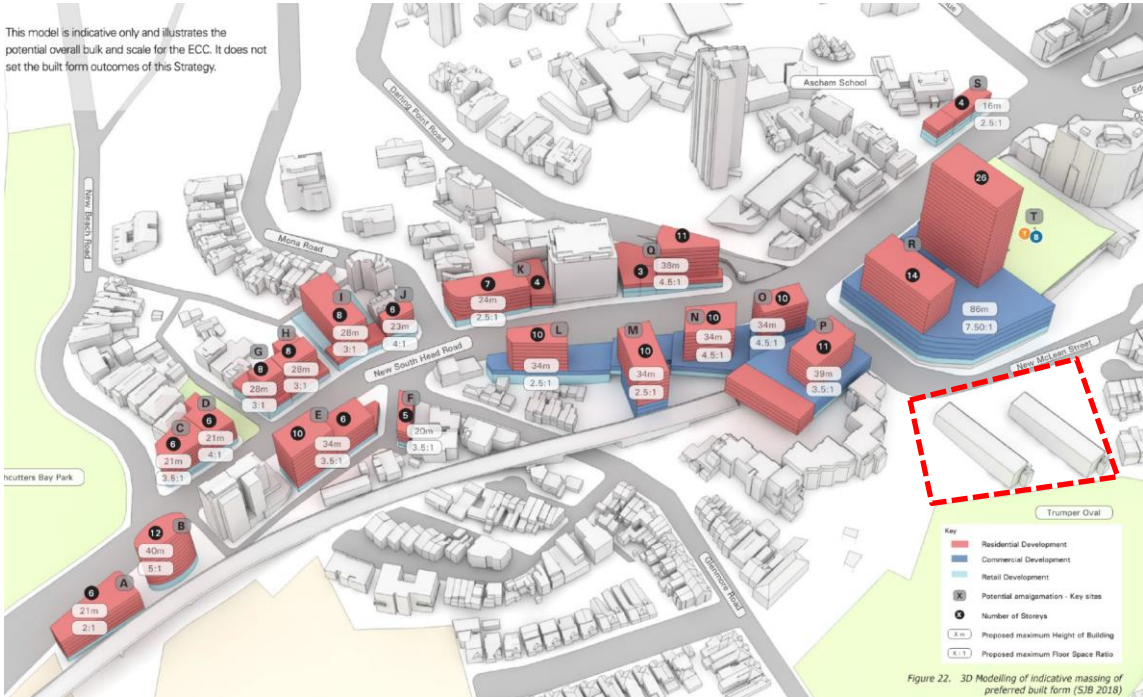 This model is indicative only and illustrates the
potential overall bulk and scale for the ECC. It does not
set the built form outcomes of this Strategy.
Darling Point Road
Ascham School
S
4
16m
2.5:1
26
T
T
B
New Beach Road
Mona Road
R
14
86m
7.50:1
11
Q
3
38m
4.5:1
K
7
4
24m
2.5:1
I
8
28m
3:1
J
6
23m
4:1
O
10
34m
4.5:1
N
10
34m
4.5:1
P
11
39m
3.5:1
L
10
34m
2.5:1
M
10
34m
2.5:1
New McLean Street
H
8
28m
3:1
G
8
28m
3:1
New South Head Road
D
6
21m
4:1
C
6
21m
3.5:1
E
10
6
34m
3.5:1
F
5
20m
3.5:1
hcutters Bay Park
12
B
40m
5:1
6
A
21m
2:1
Glenmore Road
Trumper Oval
Key
Residential Development
Commercial Development
Retail Development
X
Potential amalgamation - Key sites
X
Number of Storeys
X m
Proposed maximum Height of Building
X : 1
Proposed maximum Floor Space Ratio
Figure 22. 3D Modelling of indicative massing of
preferred built form (SJB 2018)